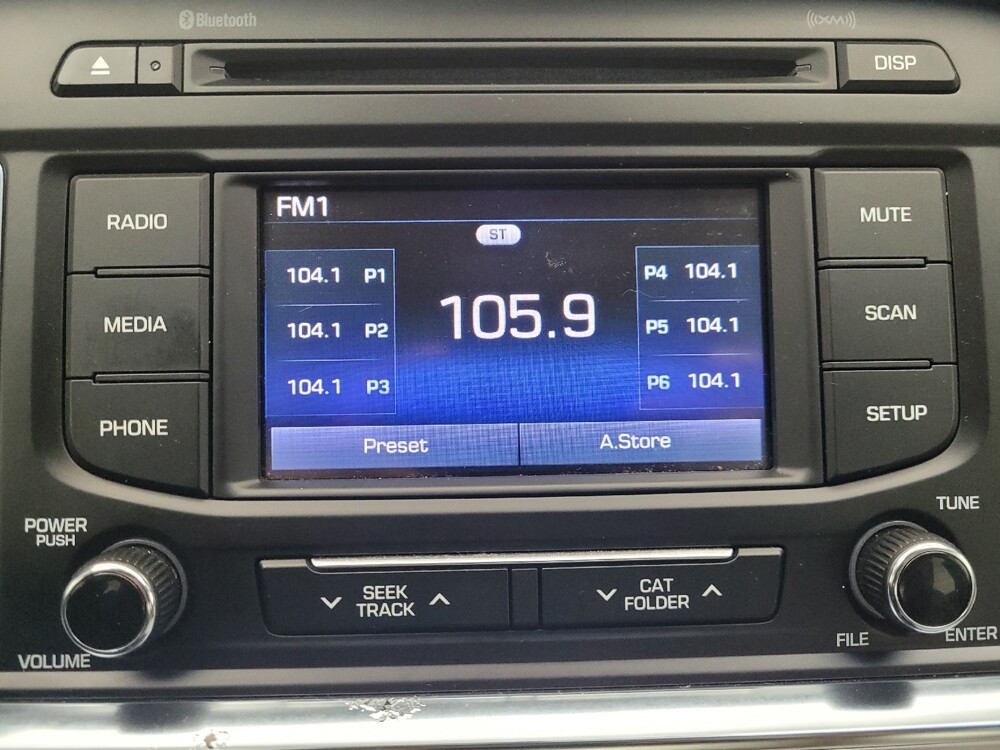 Bluetooth
((XM))
DISP
RADIO
MEDIA
PHONE
FM1
ST
104.1 P1
104.1 P2
104.1 P3
105.9
P4 104.1
P5 104.1
P6 104.1
Preset
A.Store
MUTE
SCAN
SETUP
POWER
PUSH
VOLUME
SEEK
TRACK
CAT
FOLDER
TUNE
FILE
ENTER